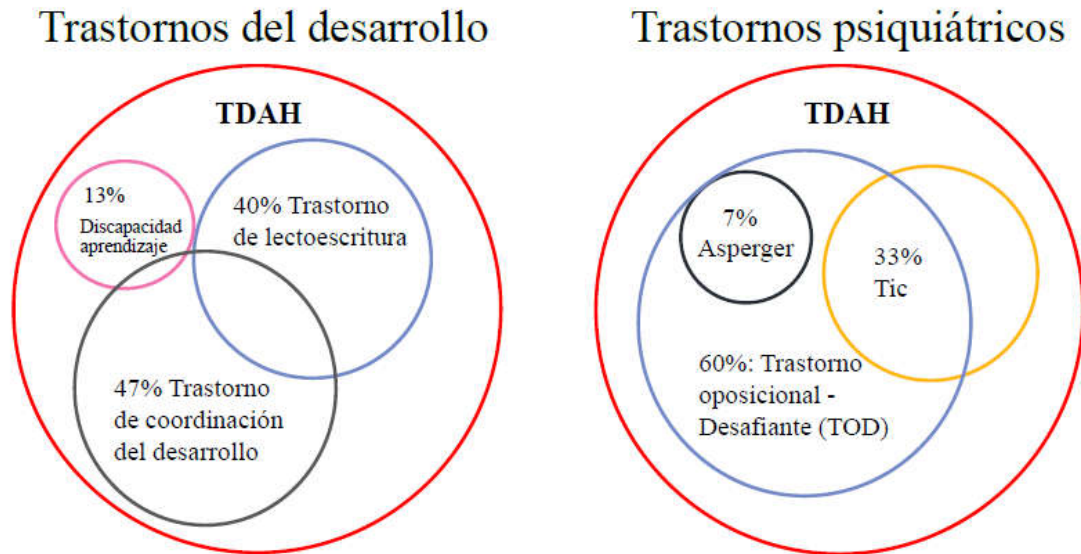 Trastornos del desarrollo
TDAH
13%
Discapacidad
aprendizaje
40% Trastorno
de lectoescritura
47% Trastorno
de coordinación
del desarrollo
Trastornos psiquiátricos
TDAH
7%
Asperger
33%
Tic
60%: Trastorno
oposicional -
Desafiante (TOD)